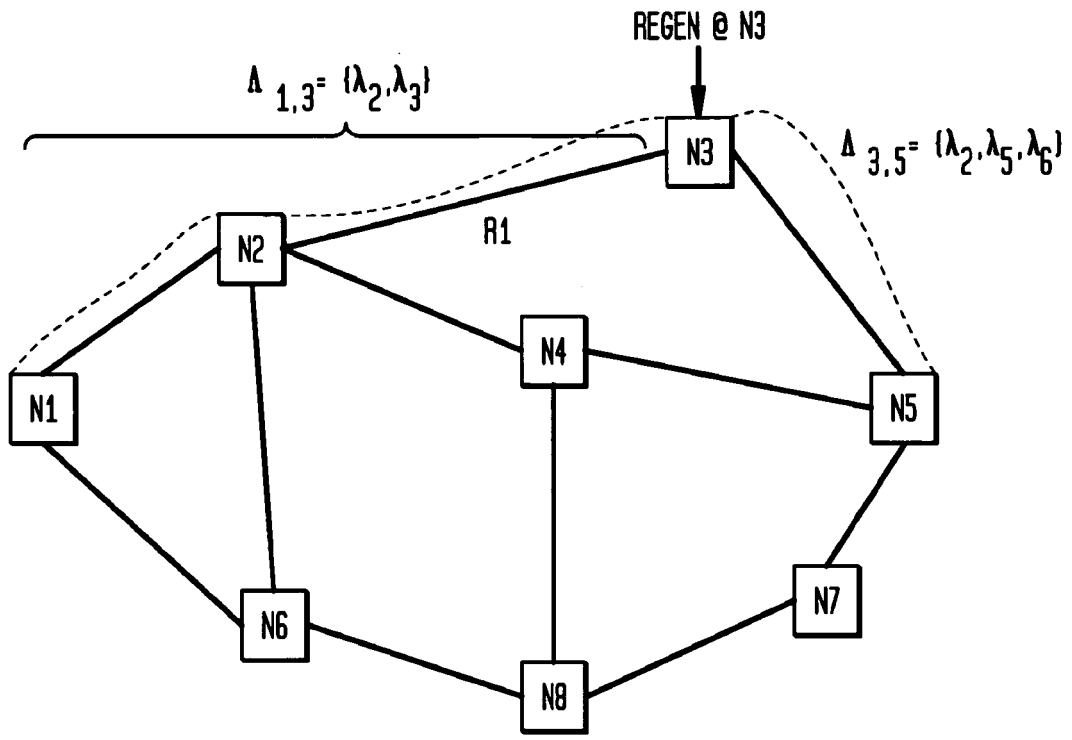 REGEN @ N3
Λ 1,3 = {λ2,λ3}
N3
Λ 3,5 = {λ2,λ5,λ6}
R1
N2
N4
N1
N5
N7
N6
N8